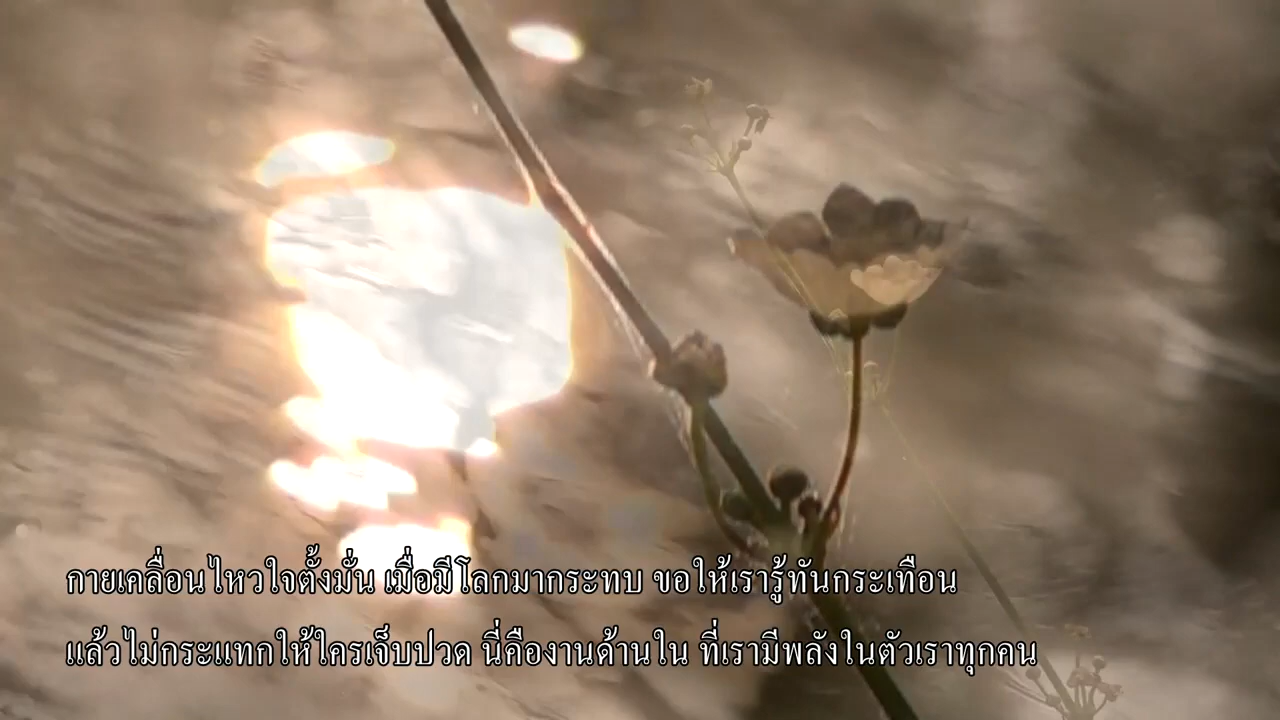 กายเคลื่อนไหวใจตั้งมั่น เมื่อมีโลกมากระทบ ขอให้เรารู้ทันกระเทือน
แล้วไม่กระแทกให้ใครเจ็บปวด นี่คืองานด้านใน ที่เรามีพลังในตัวเราทุกคน